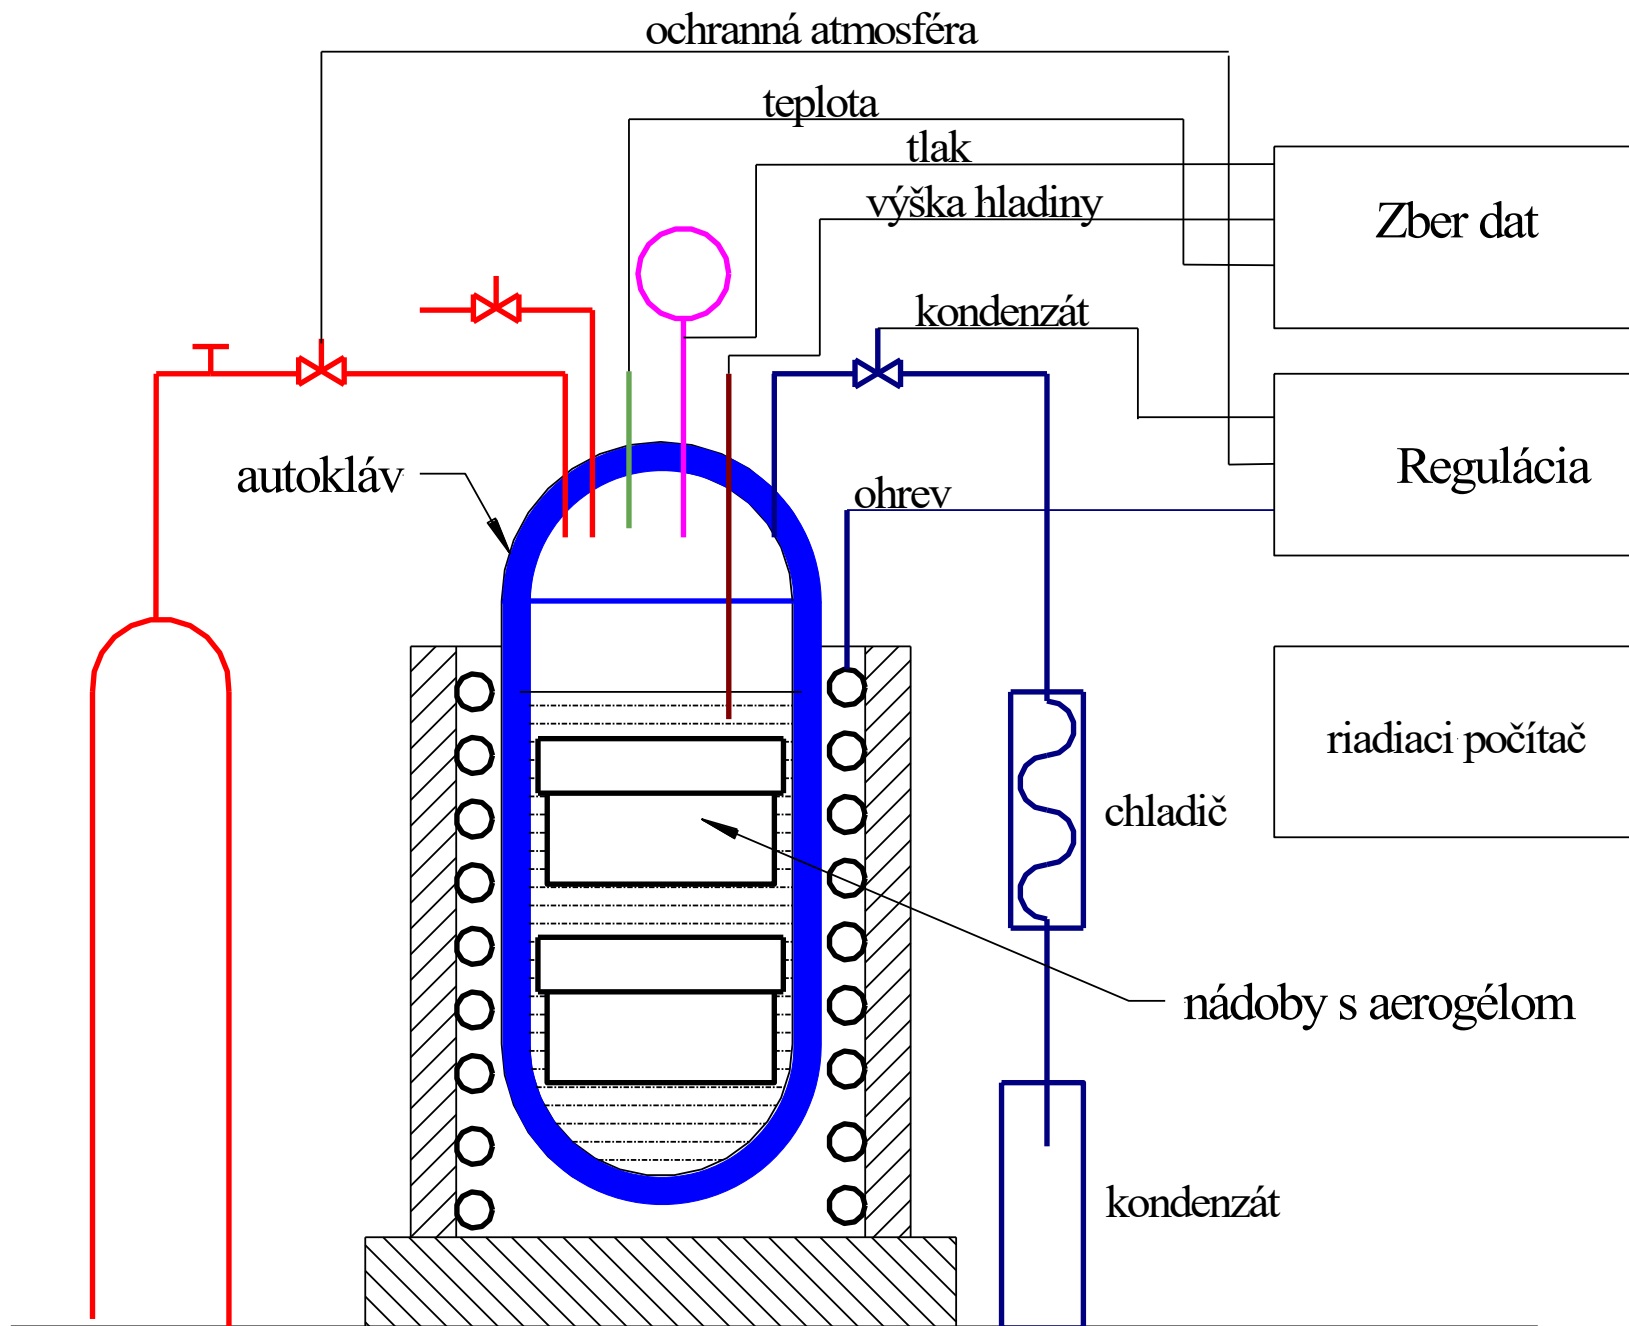 ochranná atmosféra
teplota
tlak
výška hladiny
Zber dat
kondenzát
autokláv
Regulácia
ohrev
riadiaci počítač
chladič
nádoby s aerogélom
kondenzát